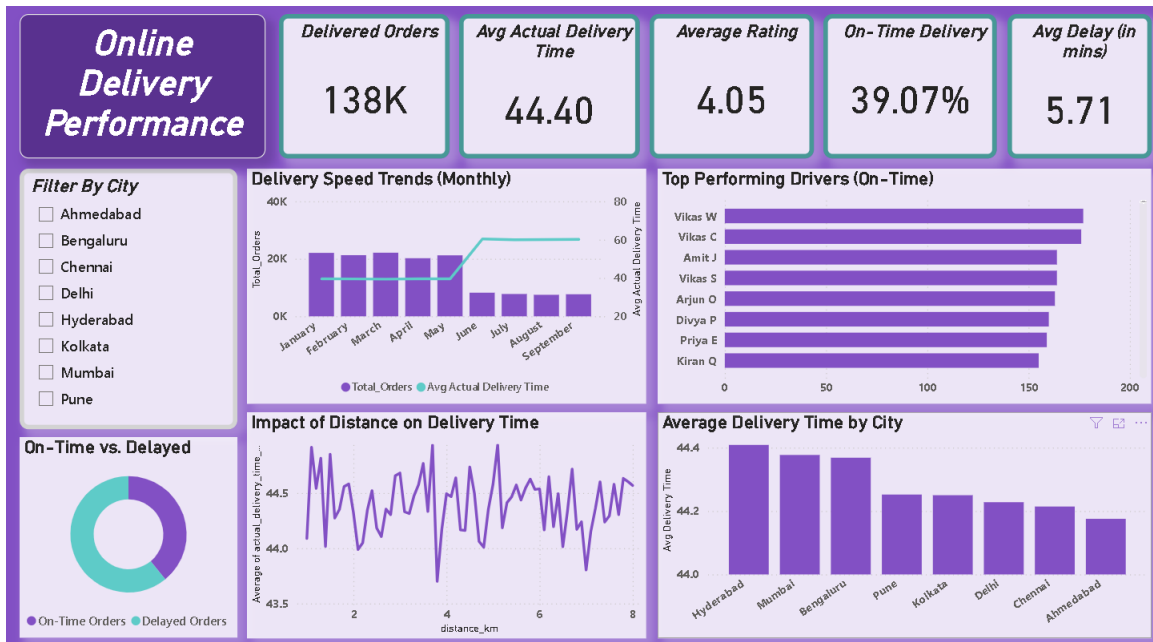 Online
Delivery
Performance
Delivered Orders
138K
Avg Actual Delivery
Time
44.40
Average Rating
4.05
On-Time Delivery
39.07%
Avg Delay (in
mins)
5.71
Filter By City
Ahmedabad
Bengaluru
Chennai
Delhi
Hyderabad
Kolkata
Mumbai
Pune
Delivery Speed Trends (Monthly)
Total_Orders
40K
20K
0K
80
60
40
20
Avg Actual Delivery Time
January
February
March
April
May
June
July
August
September
Total_Orders
Avg Actual Delivery Time
Top Performing Drivers (On-Time)
Vikas W
Vikas C
Amit J
Vikas S
Arjun O
Divya P
Priya E
Kiran Q
0
50
100
150
200
On-Time vs. Delayed
On-Time Orders
Delayed Orders
Impact of Distance on Delivery Time
Average of actual_delivery_time_...
44.5
44.0
43.5
2
4
6
8
distance_km
Average Delivery Time by City
Avg Delivery Time
44.4
44.2
44.0
Hyderabad
Mumbai
Bengaluru
Pune
Kolkata
Delhi
Chennai
Ahmedabad